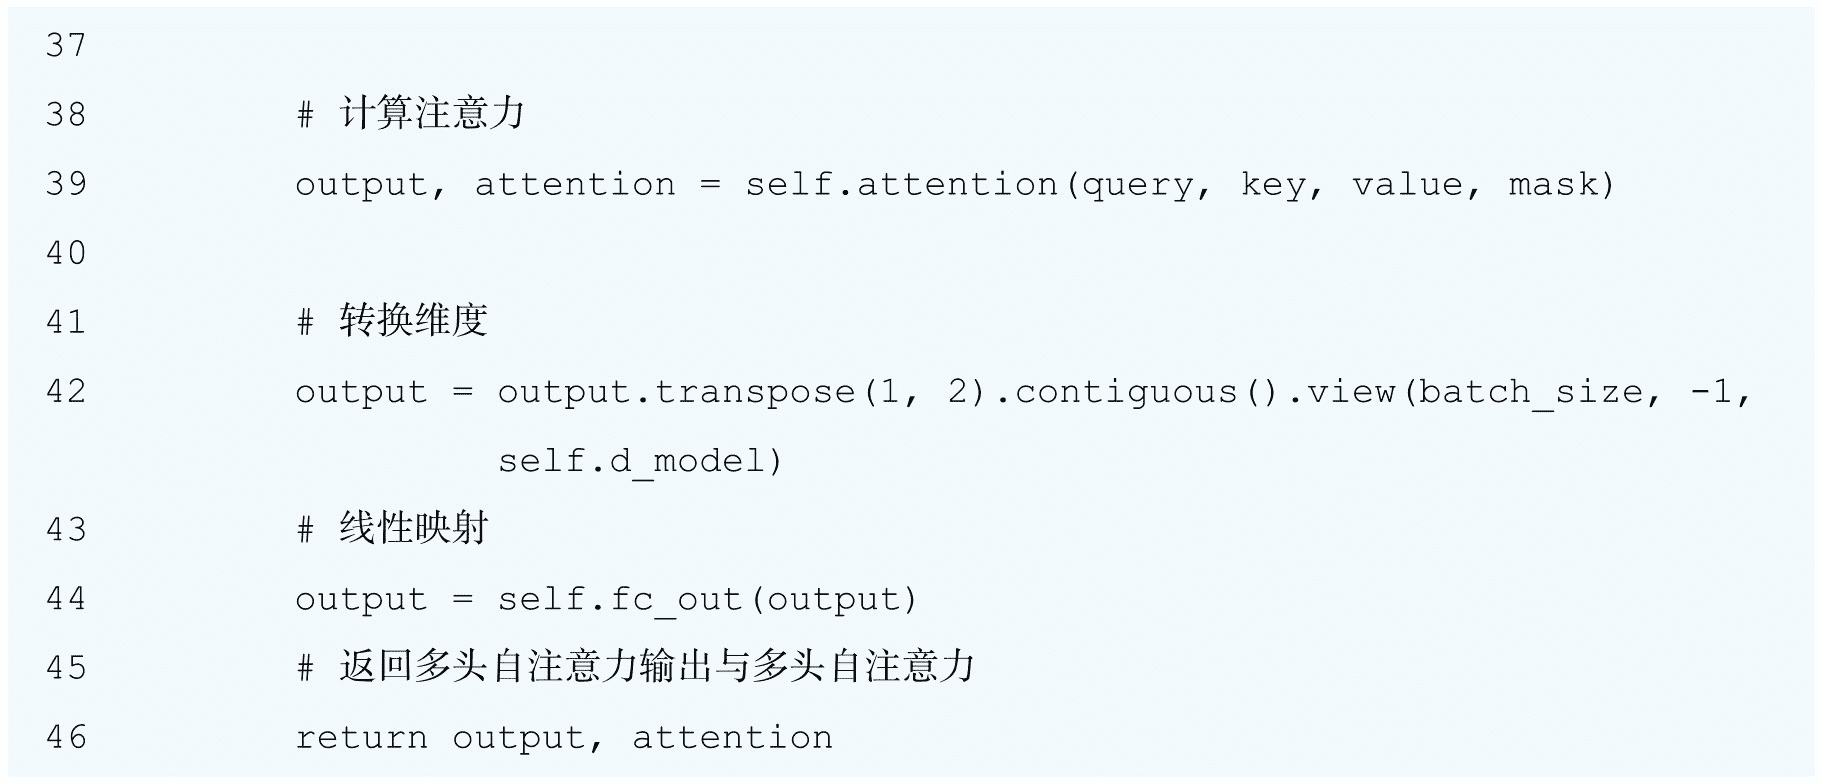 37
38 # 计算注意力
39 output, attention = self.attention(query, key, value, mask)
40
41 # 转换维度
42 output = output.transpose(1, 2).contiguous().view(batch_size, -1,
self.d_model)
43 # 线性映射
44 output = self.fc_out(output)
45 # 返回多头自注意力输出与多头自注意力
46 return output, attention